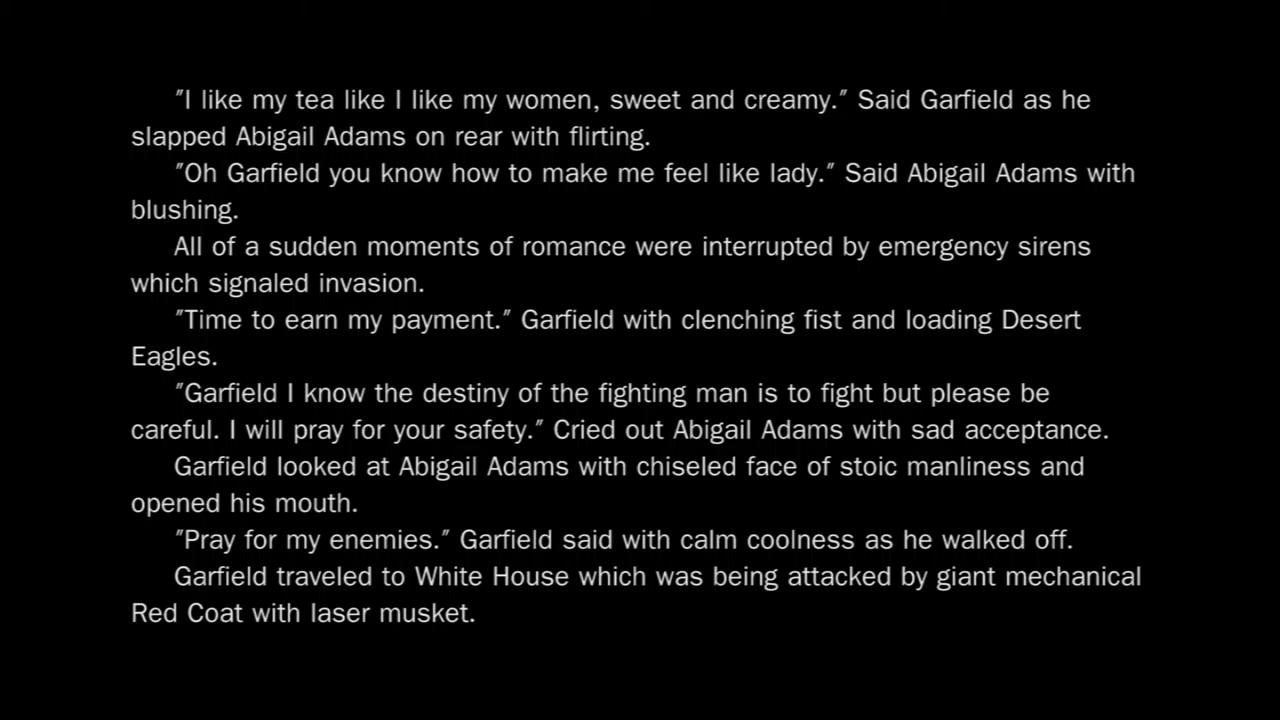 "I like my tea like I like my women, sweet and creamy." Said Garfield as he
slapped Abigail Adams on rear with flirting.
"Oh Garfield you know how to make me feel like lady." Said Abigail Adams with
blushing.
All of a sudden moments of romance were interrupted by emergency sirens
which signaled invasion.
"Time to earn my payment." Garfield with clenching fist and loading Desert
Eagles.
"Garfield I know the destiny of the fighting man is to fight but please be
careful. I will pray for your safety." Cried out Abigail Adams with sad acceptance.
Garfield looked at Abigail Adams with chiseled face of stoic manliness and
opened his mouth.
"Pray for my enemies." Garfield said with calm coolness as he walked off.
Garfield traveled to White House which was being attacked by giant mechanical
Red Coat with laser musket.